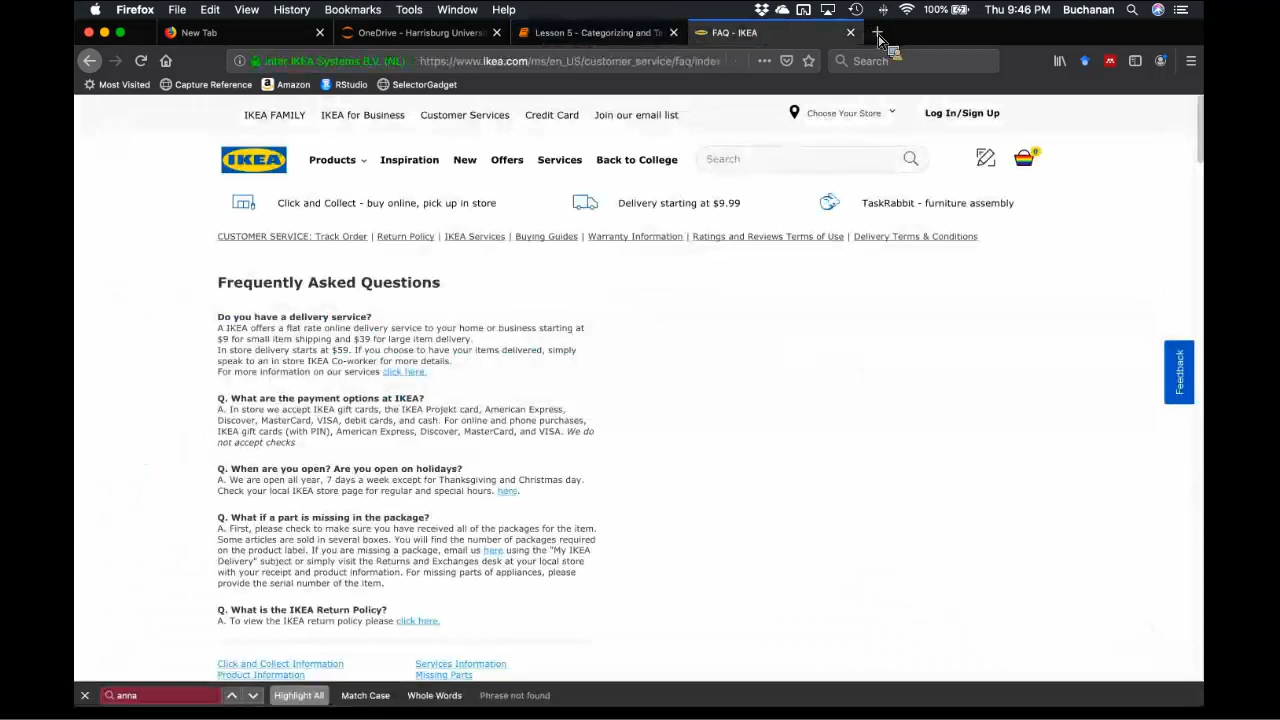 Firefox File Edit View History Bookmarks Tools Window Help 100% Thu 9:46 PM Buchanan
New Tab OneDrive - Harrisburg Universi Lesson 5 - Categorizing and T FAQ - IKEA
Inter IKEA Systems B.V. (NL) https://www.ikea.com/ms/en_US/customer_service/faq/index Search
Most Visited Capture Reference Amazon RStudio SelectorGadget
IKEA FAMILY IKEA for Business Customer Services Credit Card Join our email list Choose Your Store Log In/Sign Up
IKEA Products Inspiration New Offers Services Back to College Search 0
Click and Collect - buy online, pick up in store Delivery starting at $9.99 TaskRabbit - furniture assembly
CUSTOMER SERVICE: Track Order | Return Policy | IKEA Services | Buying Guides | Warranty Information | Ratings and Reviews Terms of Use | Delivery Terms & Conditions
Frequently Asked Questions
Do you have a delivery service?
A IKEA offers a flat rate online delivery service to your home or business starting at
$9 for small item shipping and $39 for large item delivery.
In store delivery starts at $59. If you choose to have your items delivered, simply
speak to an in store IKEA Co-worker for more details.
For more information on our services click here.
Q. What are the payment options at IKEA?
A. In store we accept IKEA gift cards, the IKEA Projekt card, American Express,
Discover, MasterCard, VISA, debit cards, and cash. For online and phone purchases,
IKEA gift cards (with PIN), American Express, Discover, MasterCard, and VISA. We do
not accept checks
Q. When are you open? Are you open on holidays?
A. We are open all year, 7 days a week except for Thanksgiving and Christmas day.
Check your local IKEA store page for regular and special hours. here.
Q. What if a part is missing in the package?
A. First, please check to make sure you have received all of the packages for the item.
Some articles are sold in several boxes. You will find the number of packages required
on the product label. If you are missing a package, email us here using the "My IKEA
Delivery" subject or simply visit the Returns and Exchanges desk at your local store
with your receipt and product information. For missing parts of appliances, please
provide the serial number of the item.
Q. What is the IKEA Return Policy?
A. To view the IKEA return policy please click here.
Click and Collect Information Services Information
Product Information Missing Parts
Feedback
anna Highlight All Match Case Whole Words Phrase not found